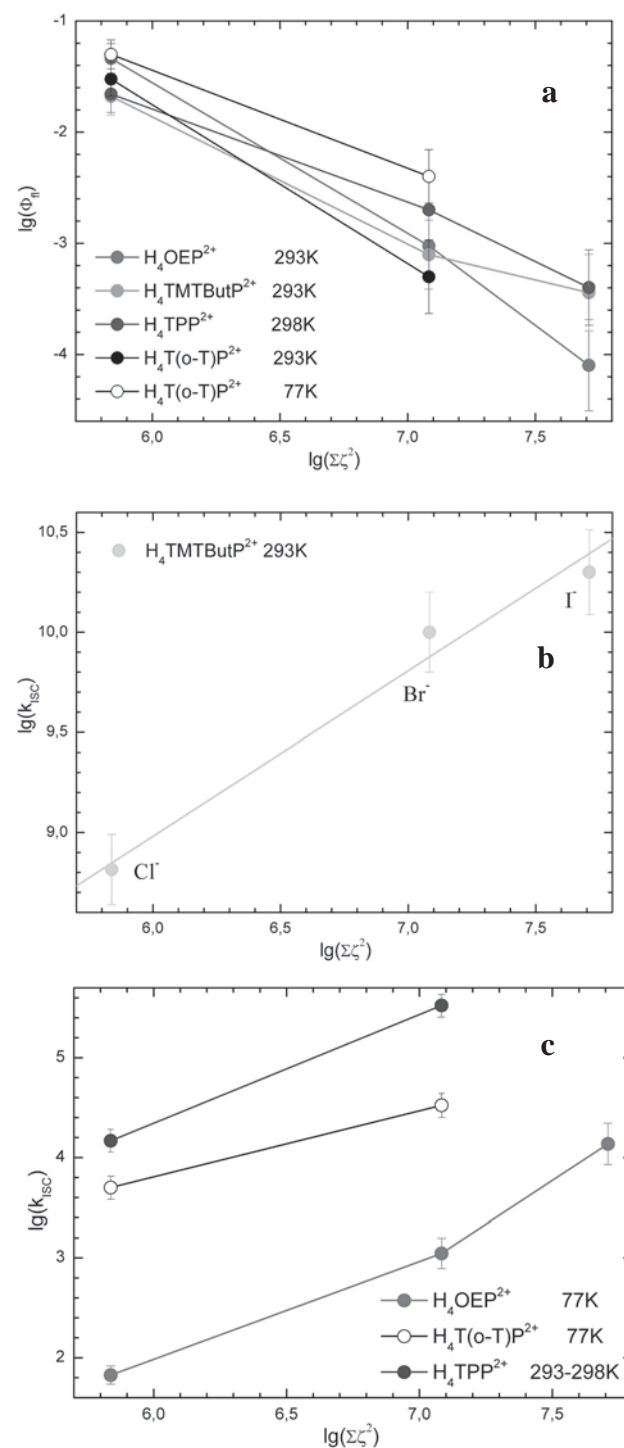 -1
a
-2
lg(Φfl)
-3
H4OEP2+ 293K
H4TMTButP2+ 293K
H4TPP2+ 298K
H4T(o-T)P2+ 293K
-4
H4T(o-T)P2+ 77K
6,0 6,5 7,0 7,5
lg(Σζ2)
10,5
H4TMTButP2+ 293K
I-
10,0
b
Br-
lg(kISC)
9,5
9,0
Cl-
6,0 6,5 7,0 7,5
lg(Σζ2)
c
5
4
lg(kISC)
3
H4OEP2+ 77K
H4T(o-T)P2+ 77K
2
H4TPP2+ 293-298K
6,0 6,5 7,0 7,5
lg(Σζ2)